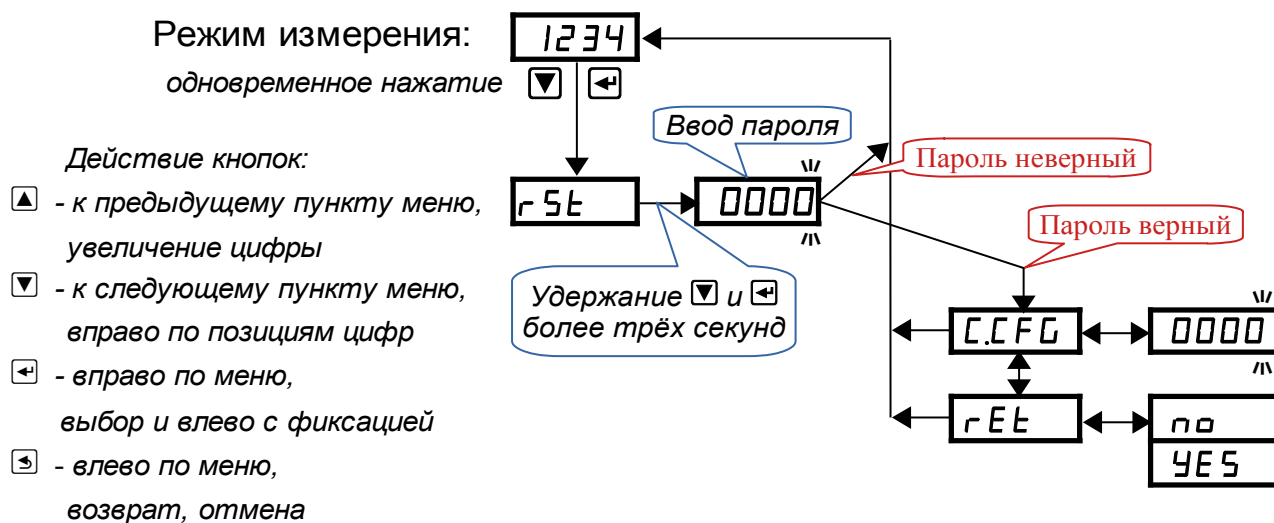 Режим измерения:
1234
одновременное нажатие
Ввод пароля
Пароль неверный
Действие кнопок:
- к предыдущему пункту меню,
увеличение цифры
rSt
0000
Пароль верный
- к следующему пункту меню,
вправо по позициям цифр
Удержание и
более трёх секунд
C.CFG
0000
- вправо по меню,
выбор и влево с фиксацией
rEt
no
YES
- влево по меню,
возврат, отмена